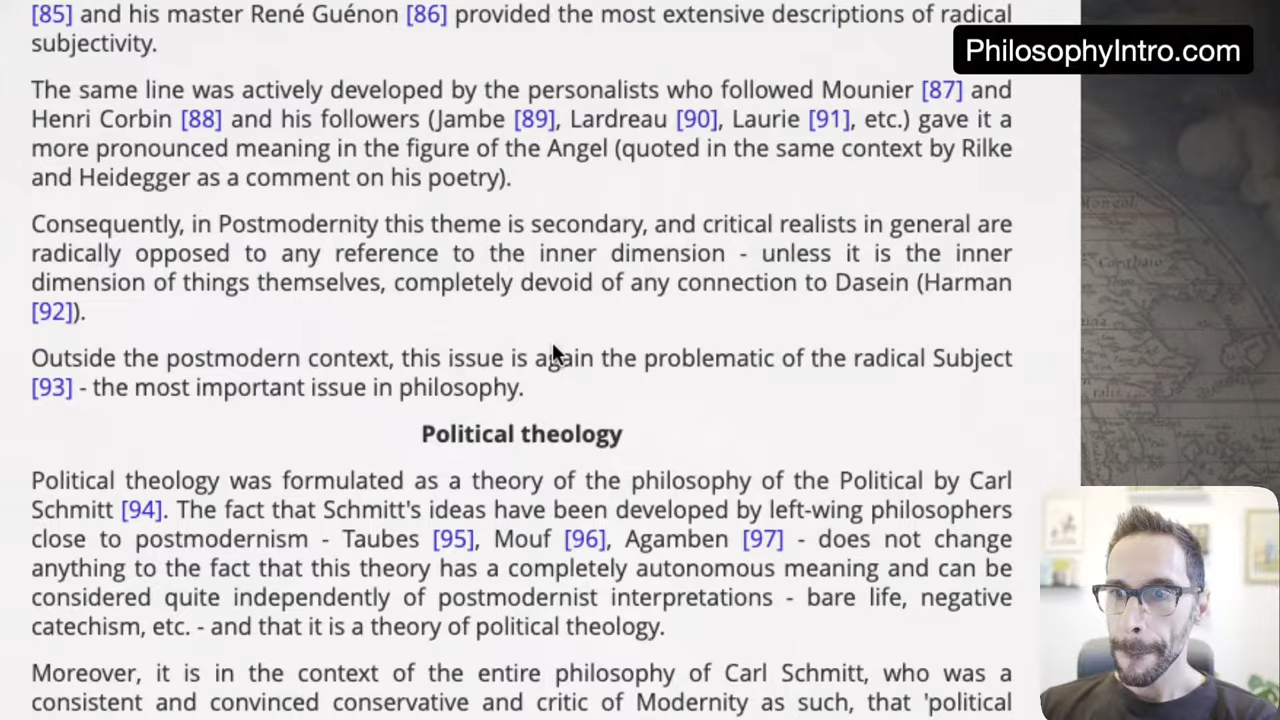 [85] and his master René Guénon [86] provided the most extensive descriptions of radical
subjectivity.
PhilosophyIntro.com
The same line was actively developed by the personalists who followed Mounier [87] and
Henri Corbin [88] and his followers (Jambe [89], Lardreau [90], Laurie [91], etc.) gave it a
more pronounced meaning in the figure of the Angel (quoted in the same context by Rilke
and Heidegger as a comment on his poetry).
Consequently, in Postmodernity this theme is secondary, and critical realists in general are
radically opposed to any reference to the inner dimension - unless it is the inner
dimension of things themselves, completely devoid of any connection to Dasein (Harman
[92]).
Outside the postmodern context, this issue is again the problematic of the radical Subject
[93] - the most important issue in philosophy.
Political theology
Political theology was formulated as a theory of the philosophy of the Political by Carl
Schmitt [94]. The fact that Schmitt's ideas have been developed by left-wing philosophers
close to postmodernism - Taubes [95], Mouf [96], Agamben [97] - does not change
anything to the fact that this theory has a completely autonomous meaning and can be
considered quite independently of postmodernist interpretations - bare life, negative
catechism, etc. - and that it is a theory of political theology.
Moreover, it is in the context of the entire philosophy of Carl Schmitt, who was a
consistent and convinced conservative and critic of Modernity as such, that 'political